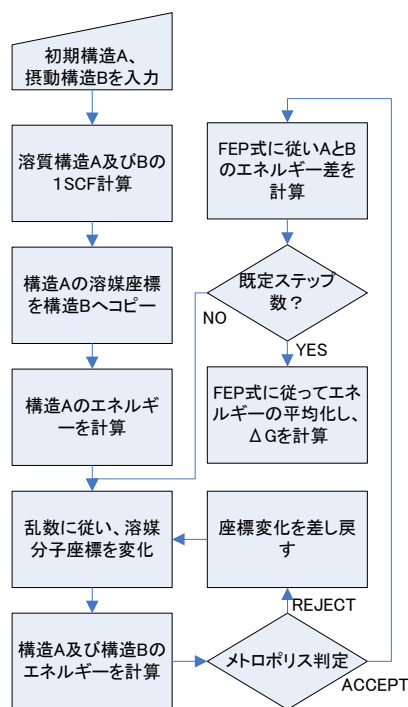 初期構造A、
摂動構造Bを入力
溶質構造A及びBの
1SCF計算
構造Aの溶媒座標
を構造Bへコピー
構造Aのエネルギ
ーを計算
乱数に従い、溶媒
分子座標を変化
構造A及び構造Bの
エネルギーを計算
メトロポリス判定
REJECT
ACCEPT
座標変化を差し戻
す
FEP式に従いAとB
のエネルギー差を
計算
既定ステップ
数?
NO
YES
FEP式に従ってエネ
ルギーの平均化し、
ΔGを計算